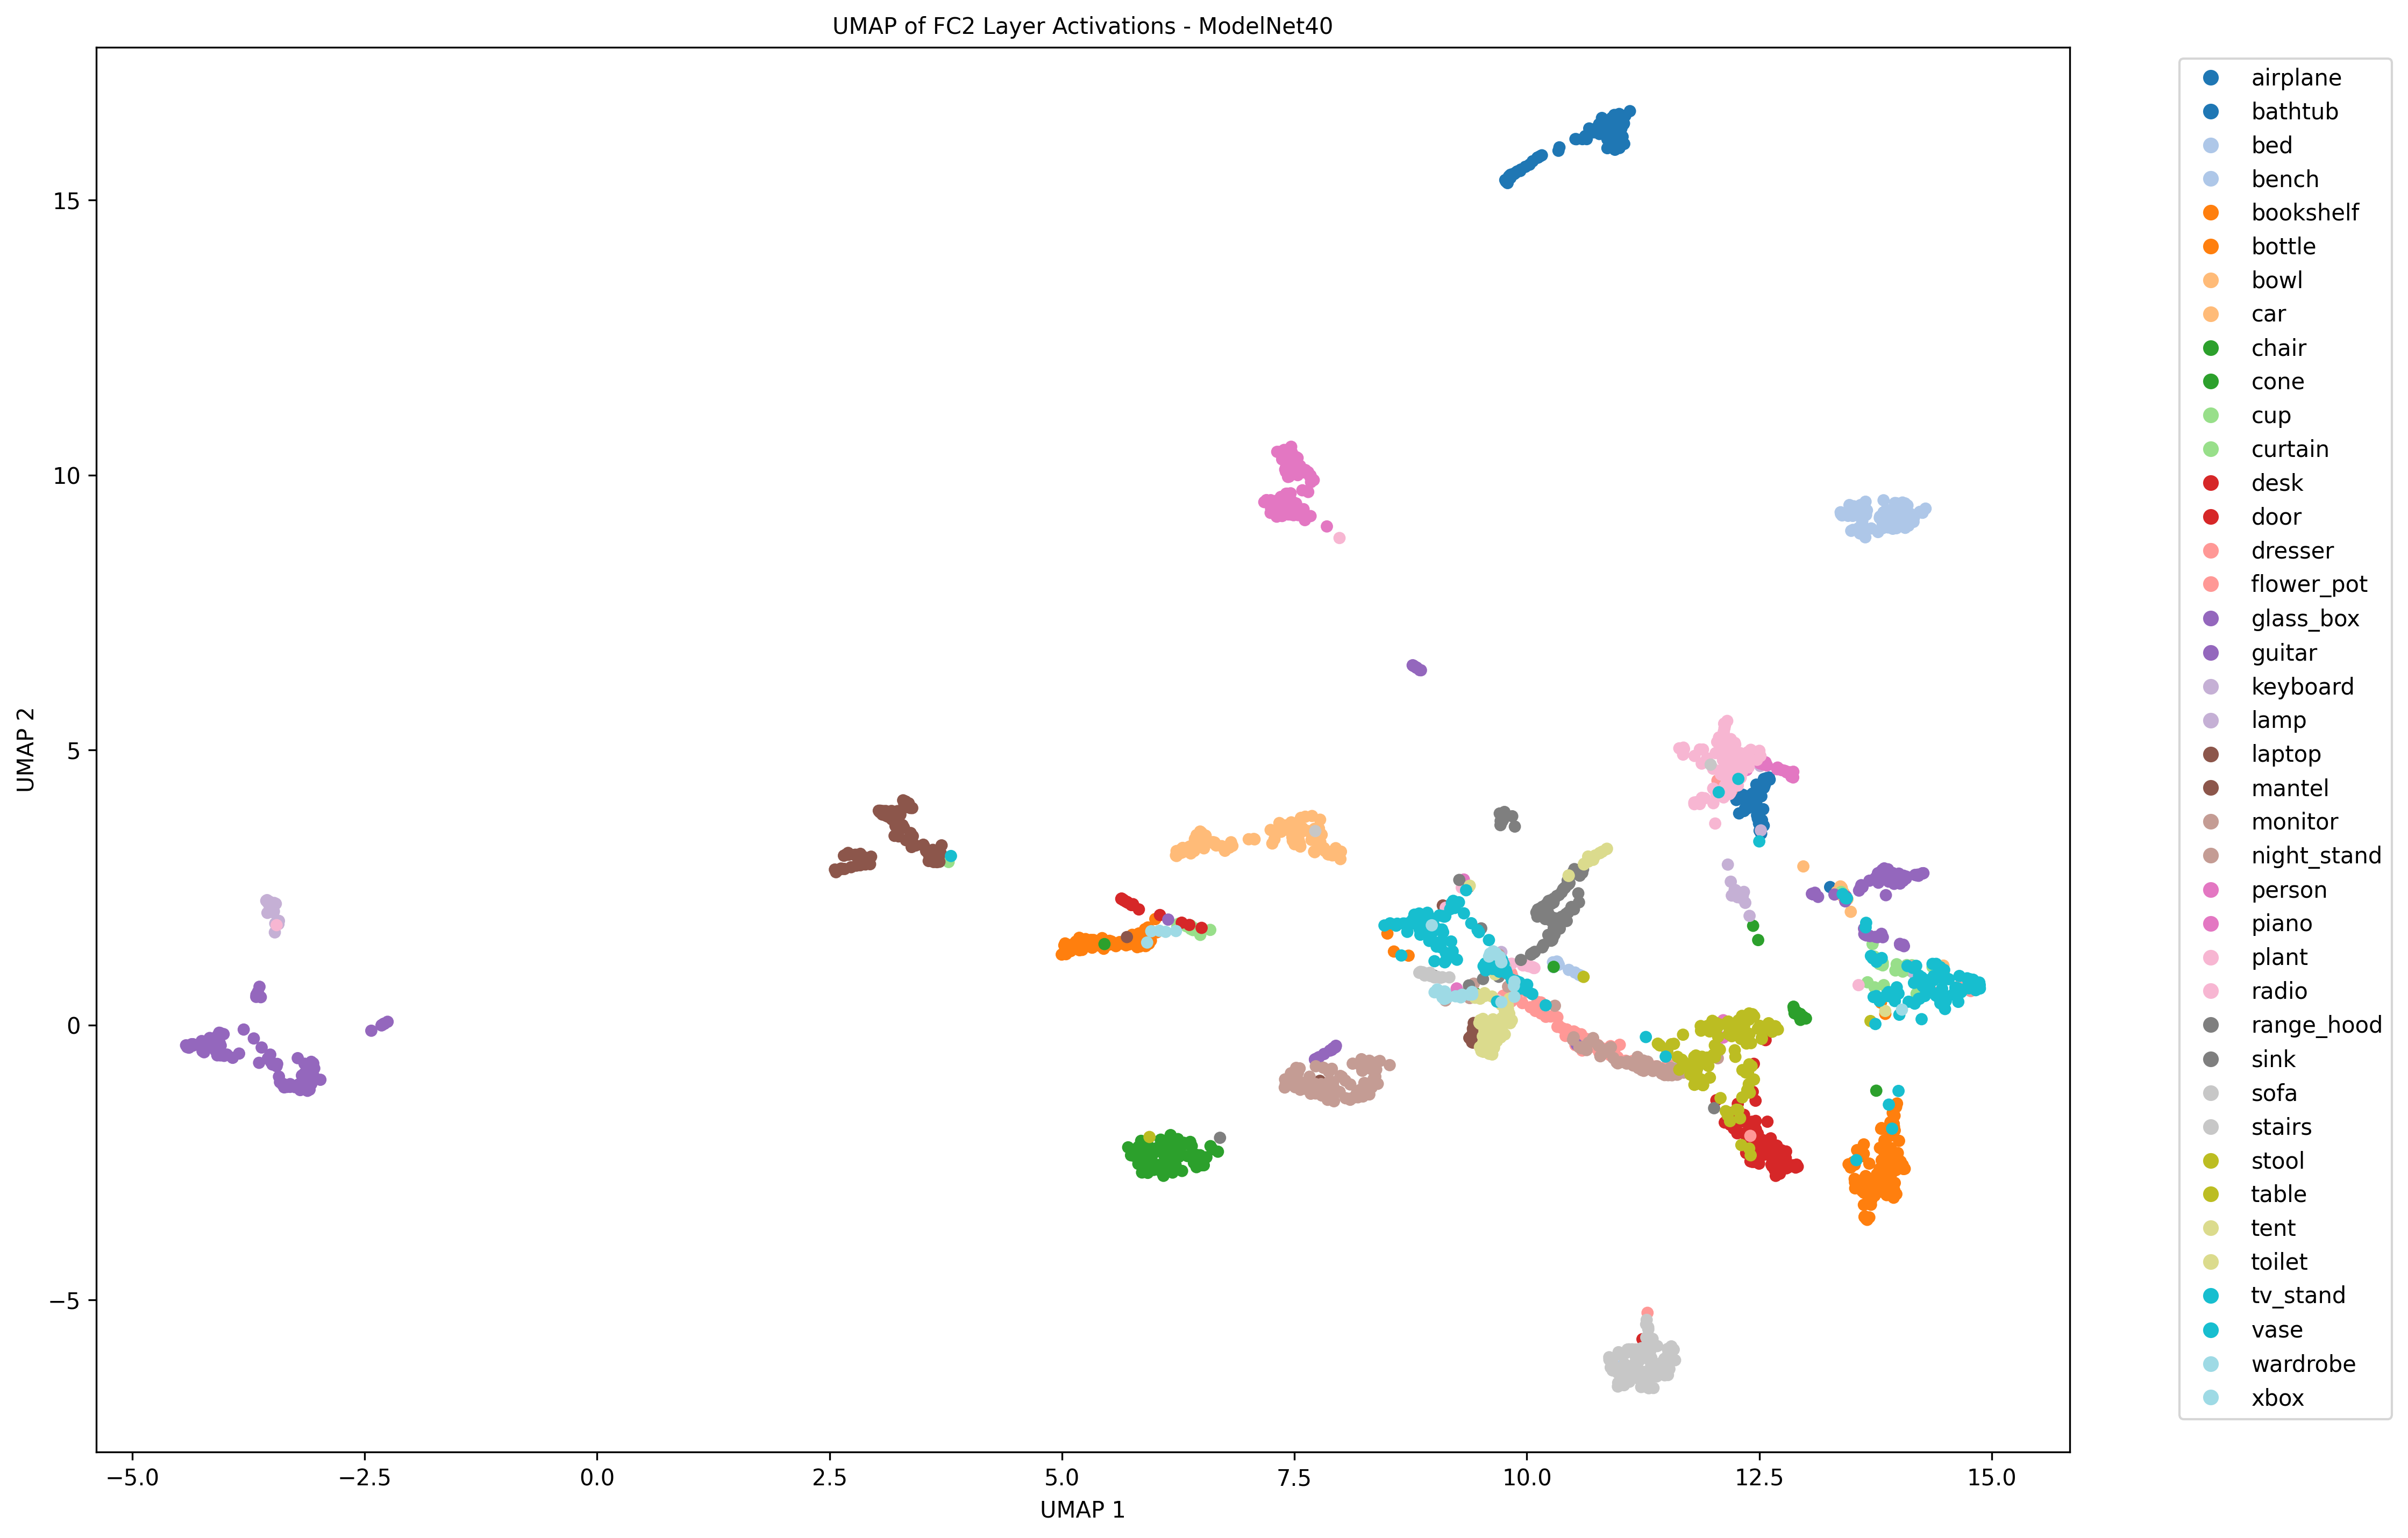 UMAP of FC2 Layer Activations - ModelNet40
15
10
5
0
−5
UMAP 2
−5.0
−2.5
0.0
2.5
5.0
7.5
10.0
12.5
15.0
UMAP 1
airplane
bathtub
bed
bench
bookshelf
bottle
bowl
car
chair
cone
cup
curtain
desk
door
dresser
flower_pot
glass_box
guitar
keyboard
lamp
laptop
mantel
monitor
night_stand
person
piano
plant
radio
range_hood
sink
sofa
stairs
stool
table
tent
toilet
tv_stand
vase
wardrobe
xbox